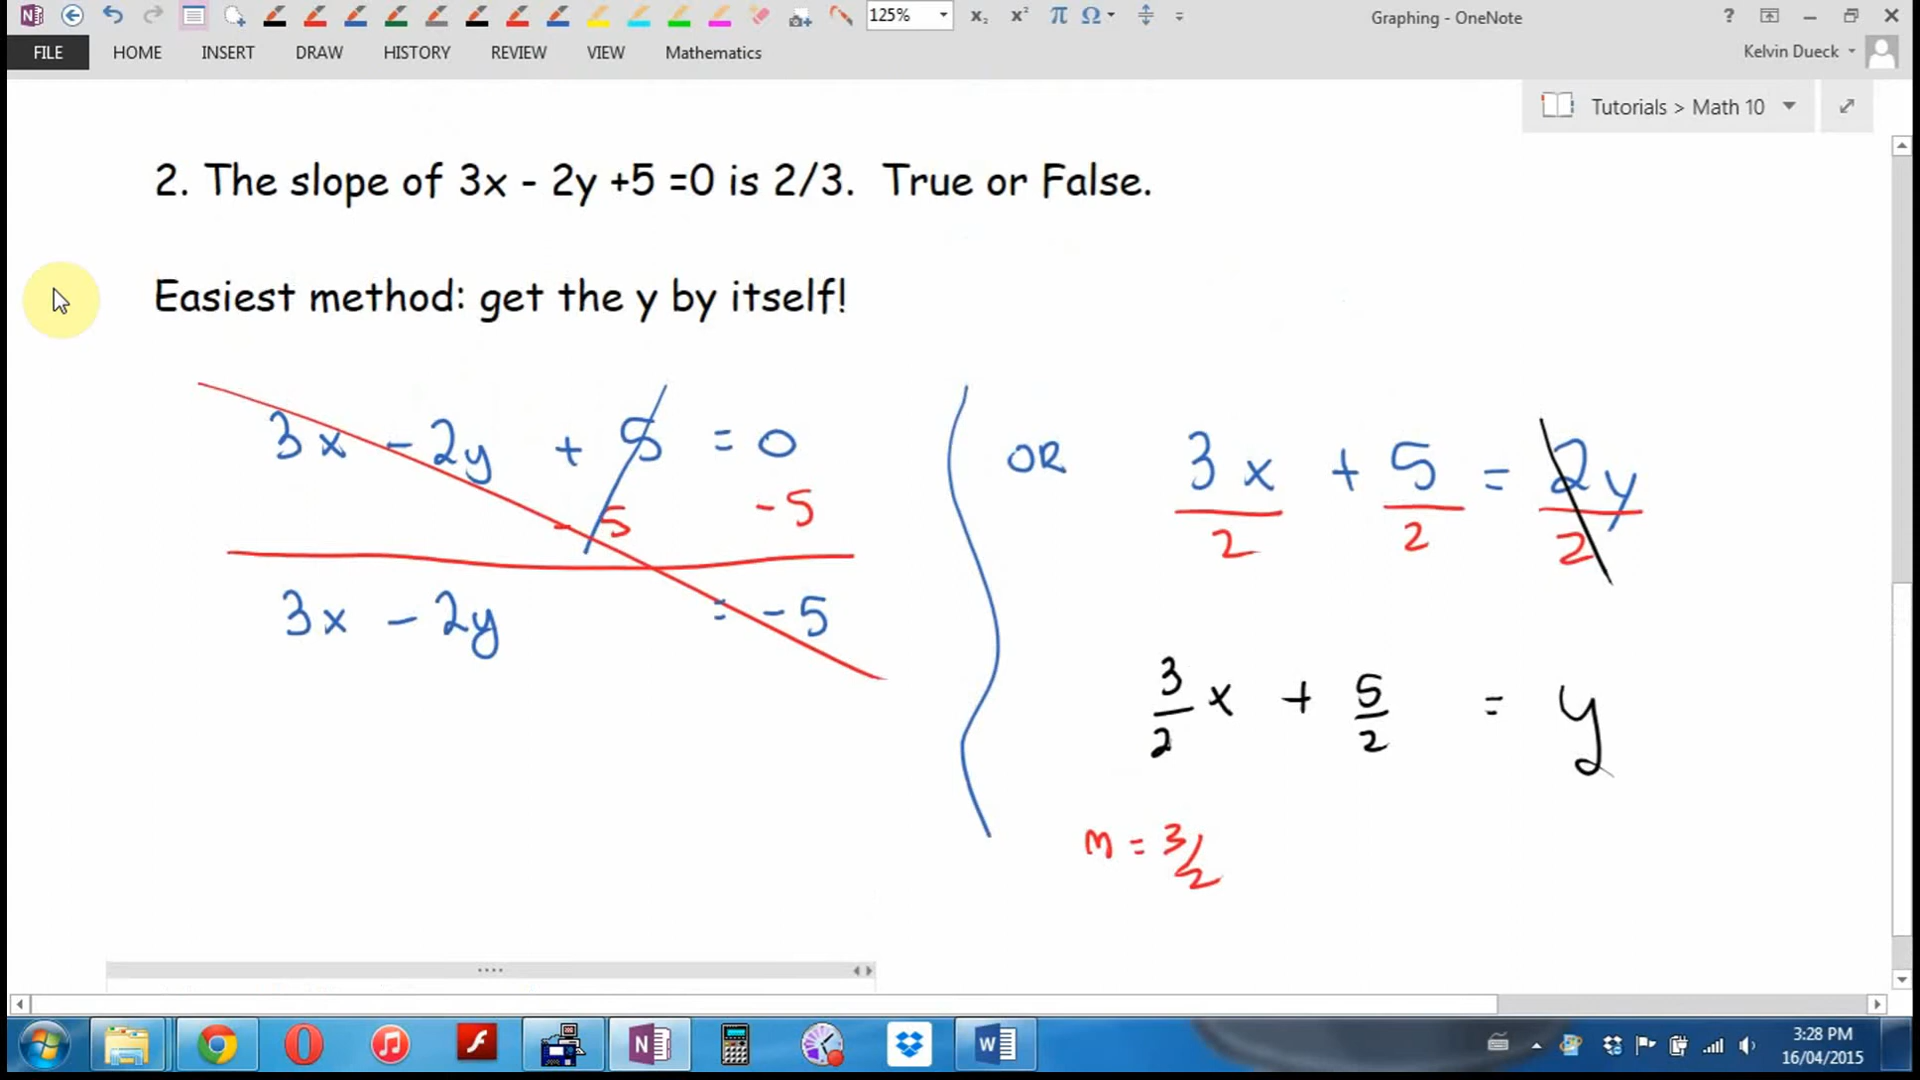 125% x₂ x² π Ω Graphing - OneNote ?
FILE HOME INSERT DRAW HISTORY REVIEW VIEW Mathematics Kelvin Dueck
Tutorials > Math 10
2. The slope of 3x - 2y +5 =0 is 2/3. True or False.
Easiest method: get the y by itself!
3x - 2y + 5 = 0
- 5 - 5
3x - 2y = - 5
OR 3x + 5 = 2y
2 2 2
3/2 x + 5/2 = y
m = 3/2
3:28 PM
16/04/2015